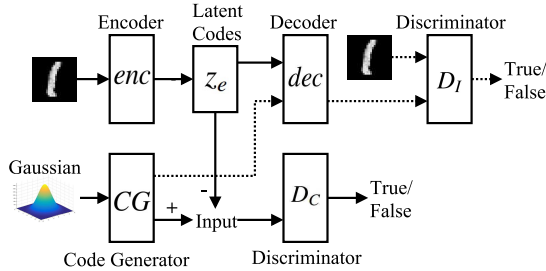 Encoder
Latent
Codes
Decoder
Discriminator
enc
z_e
dec
D_I
True/
False
Gaussian
CG
+
-
Input
D_C
True/
False
Code Generator
Discriminator